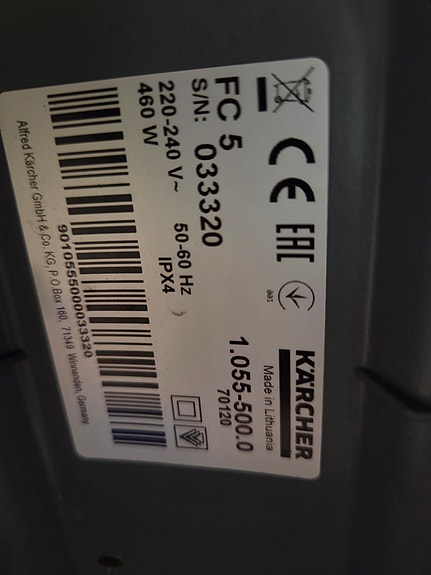 CE EAC
KÄRCHER
Made in Lithuania
FC 5
1.055-500.0
S/N: 033320
70120
220-240 V~ 50-60 Hz
460 W IPX4
9010555000033320
Alfred Kärcher GmbH & Co. KG, P.O.Box 160, 71349 Winnenden, Germany